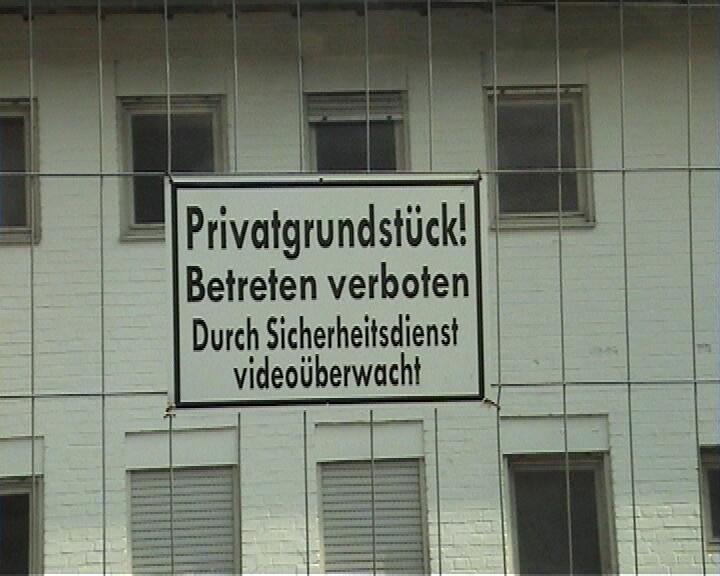 Privatgrundstück!
Betreten verboten
Durch Sicherheitsdienst
videoüberwacht